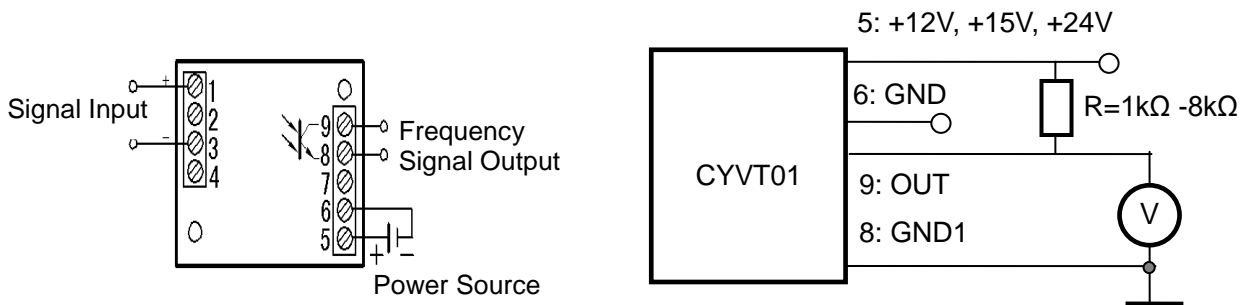 Signal Input
+
-
1
2
3
4
9
8
7
6
5
+ -
Frequency
Signal Output
Power Source
5: +12V, +15V, +24V
6: GND
R=1kΩ -8kΩ
CYVT01
9: OUT
8: GND1
V